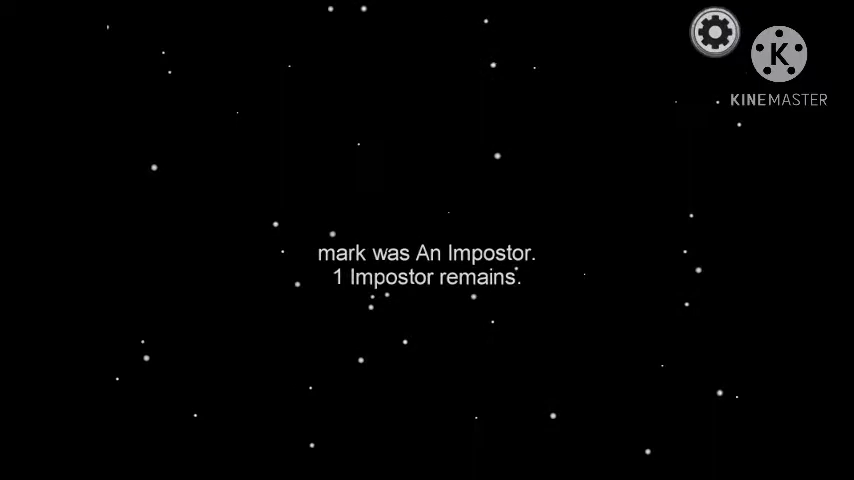 K
KINEMASTER
mark was An Impostor.
1 Impostor remains.